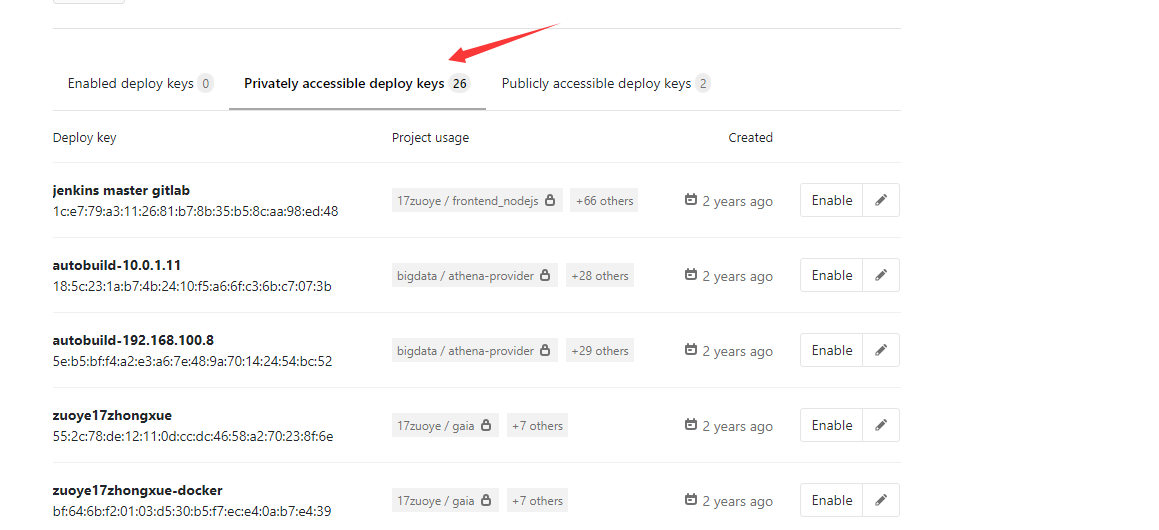 Enabled deploy keys 0 Privately accessible deploy keys 26 Publicly accessible deploy keys 2
Deploy key Project usage Created
jenkins master gitlab
1c:e7:79:a3:11:26:81:b7:8b:35:b5:8c:aa:98:ed:48
17zuoye / frontend_nodejs +66 others 2 years ago Enable
autobuild-10.0.1.11
18:5c:23:1a:b7:4b:24:10:f5:a6:6f:c3:6b:c7:07:3b
bigdata / athena-provider +28 others 2 years ago Enable
autobuild-192.168.100.8
5e:b5:bf:f4:a2:e3:a6:7e:48:9a:70:14:24:54:bc:52
bigdata / athena-provider +29 others 2 years ago Enable
zuoye17zhongxue
55:2c:78:de:12:11:0d:cc:dc:46:58:a2:70:23:8f:6e
17zuoye / gaia +7 others 2 years ago Enable
zuoye17zhongxue-docker
bf:64:6b:f2:01:03:d5:30:b5:f7:ec:e4:0a:b7:e4:39
17zuoye / gaia +7 others 2 years ago Enable